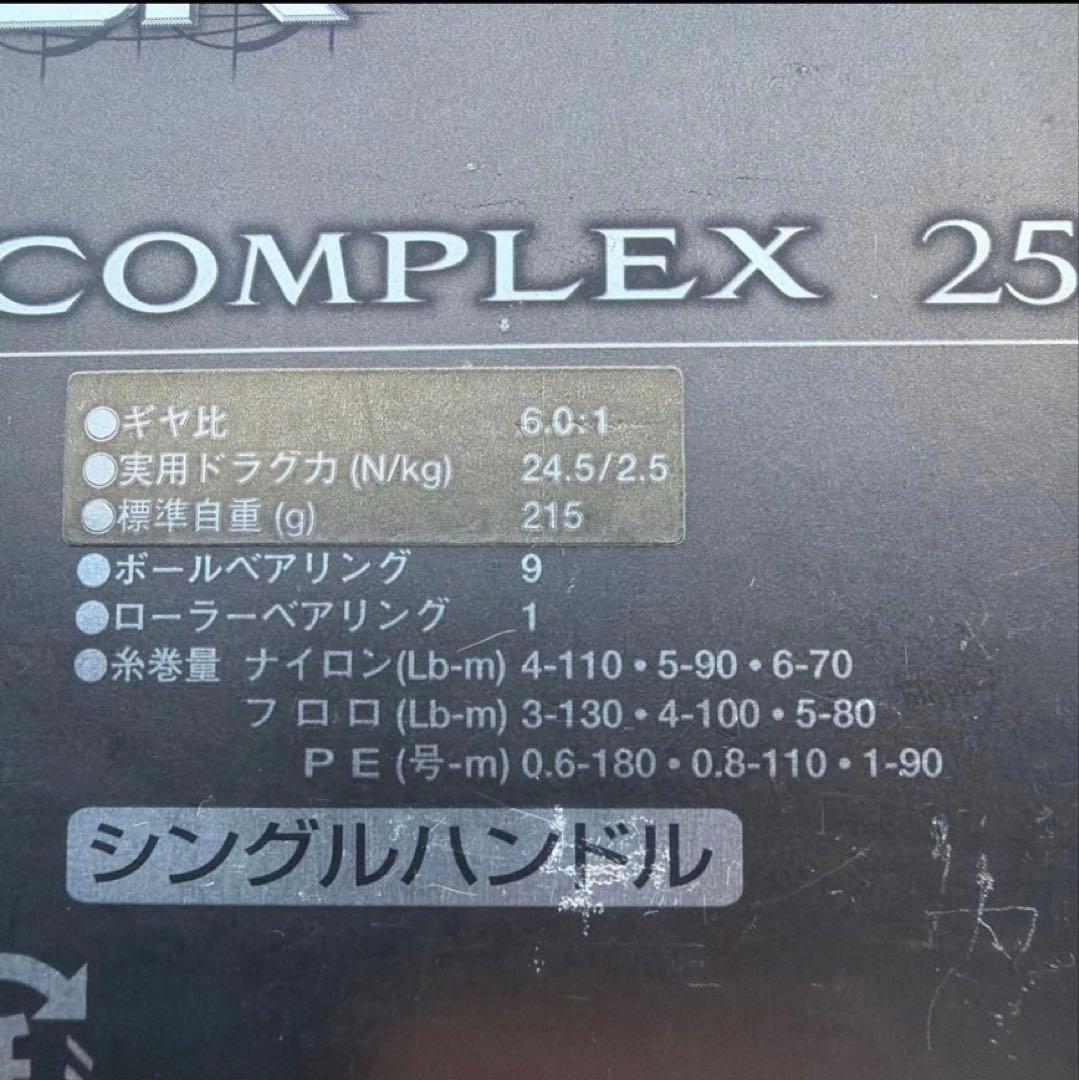 COMPLEX 25
●ギヤ比 6.0:1
●実用ドラグ力 (N/kg) 24.5/2.5
●標準自重 (g) 215
●ボールベアリング 9
●ローラーベアリング 1
●糸巻量 ナイロン(Lb-m) 4-110・5-90・6-70
フロロ (Lb-m) 3-130・4-100・5-80
PE (号-m) 0.6-180・0.8-110・1-90
シングルハンドル